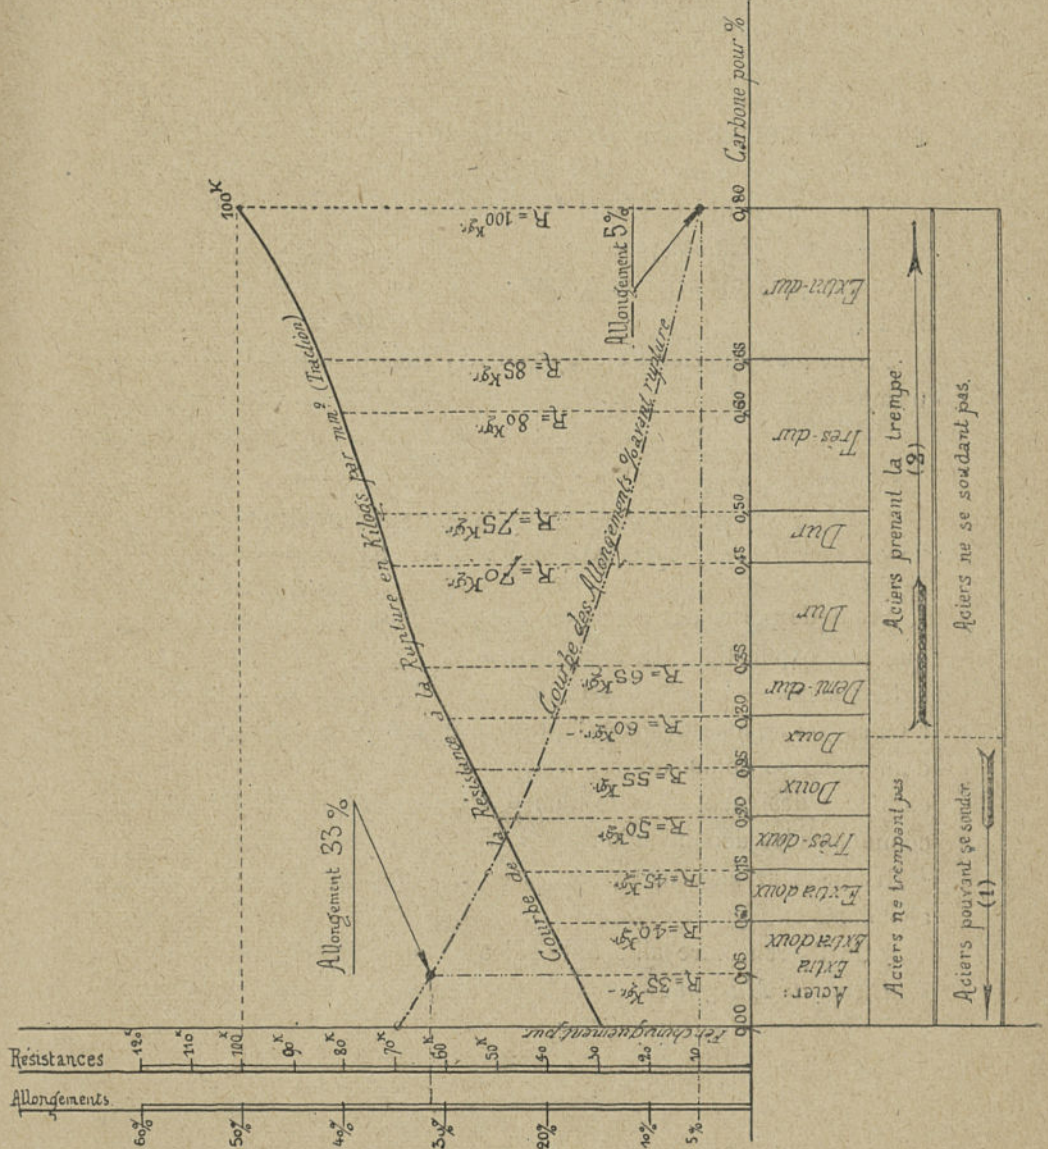 Carbone pour %
100K
R = 100 Kgr.
0,80
Allongement 5%
Extra-dur
Courbe de la Résistance à la Rupture en Kilogs par mm² (Traction)
R = 85 Kgr.
0,65
R = 80 Kgr.
0,60
Très-dur
Courbe des Allongements % avant rupture
R = 75 Kgr
0,50
Dur
R = 70 Kgr.
0,45
Dur
R = 65 Kgr.
0,35
Demi-dur
R = 60 Kgr.-
0,30
Doux
R = 55 Kgr.
0,25
Doux
R = 50 Kgr
0,20
Très-doux
R = 45 Kgr.
0,15
Extra doux
R = 40 Kgr.
0,10
Acier:
Extra
Extra doux
R = 35 Kgr.-
0,05
0,00
Allongement 33 %
Aciers prenant la trempe.
(2)
Aciers ne se soudant pas.
Aciers ne trempant pas
Aciers pouvant se souder.
(1)
Fer chimiquement pur
Résistances
120K
110K
100K
90K
80K
70K
60K
50K
40
30
20
10
Allongements
60%
50%
40%
30%
20%
10%
5%